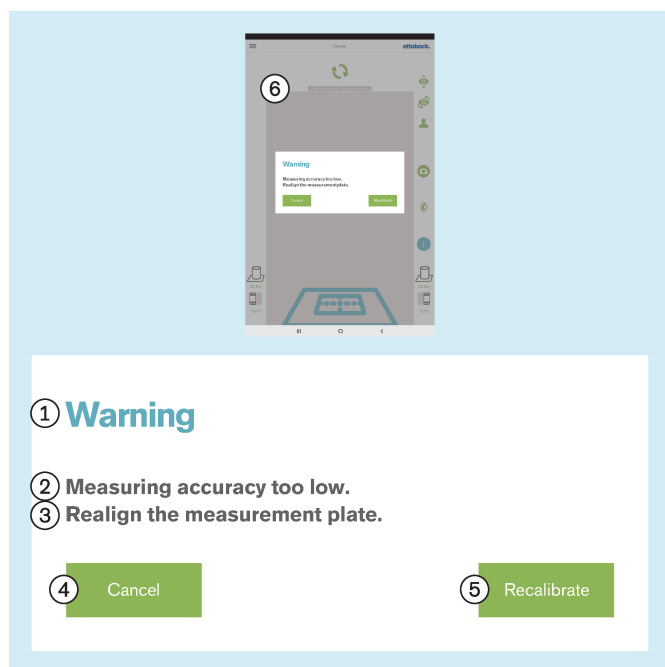 ottobock.
6
Warning
Measuring accuracy too low.
Realign the measurement plate.
Cancel
Recalibrate
1 Warning
2 Measuring accuracy too low.
3 Realign the measurement plate.
4 Cancel
5 Recalibrate